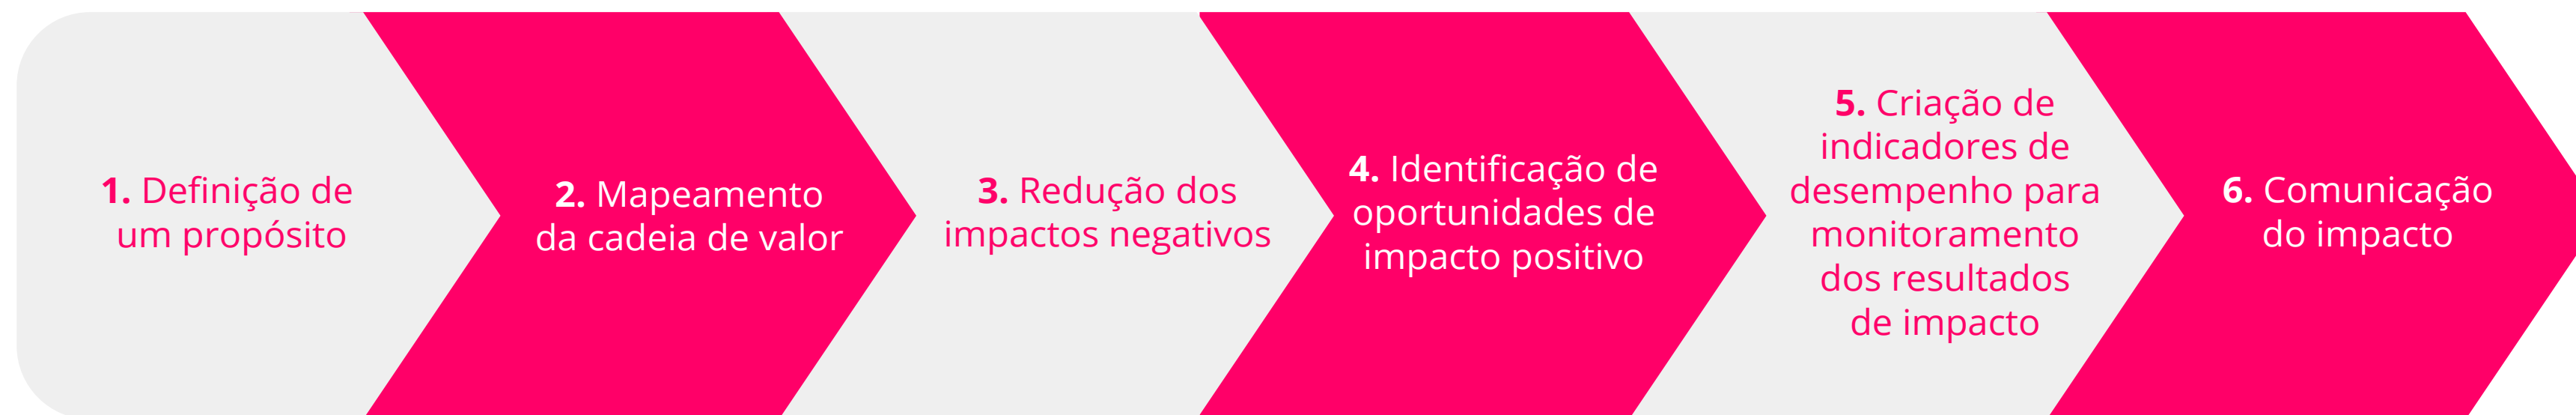 1. Definição de
um propósito
2. Mapeamento
da cadeia de valor
3. Redução dos
impactos negativos
4. Identificação de
oportunidades de
impacto positivo
5. Criação de
indicadores de
desempenho para
monitoramento
dos resultados
de impacto
6. Comunicação
do impacto